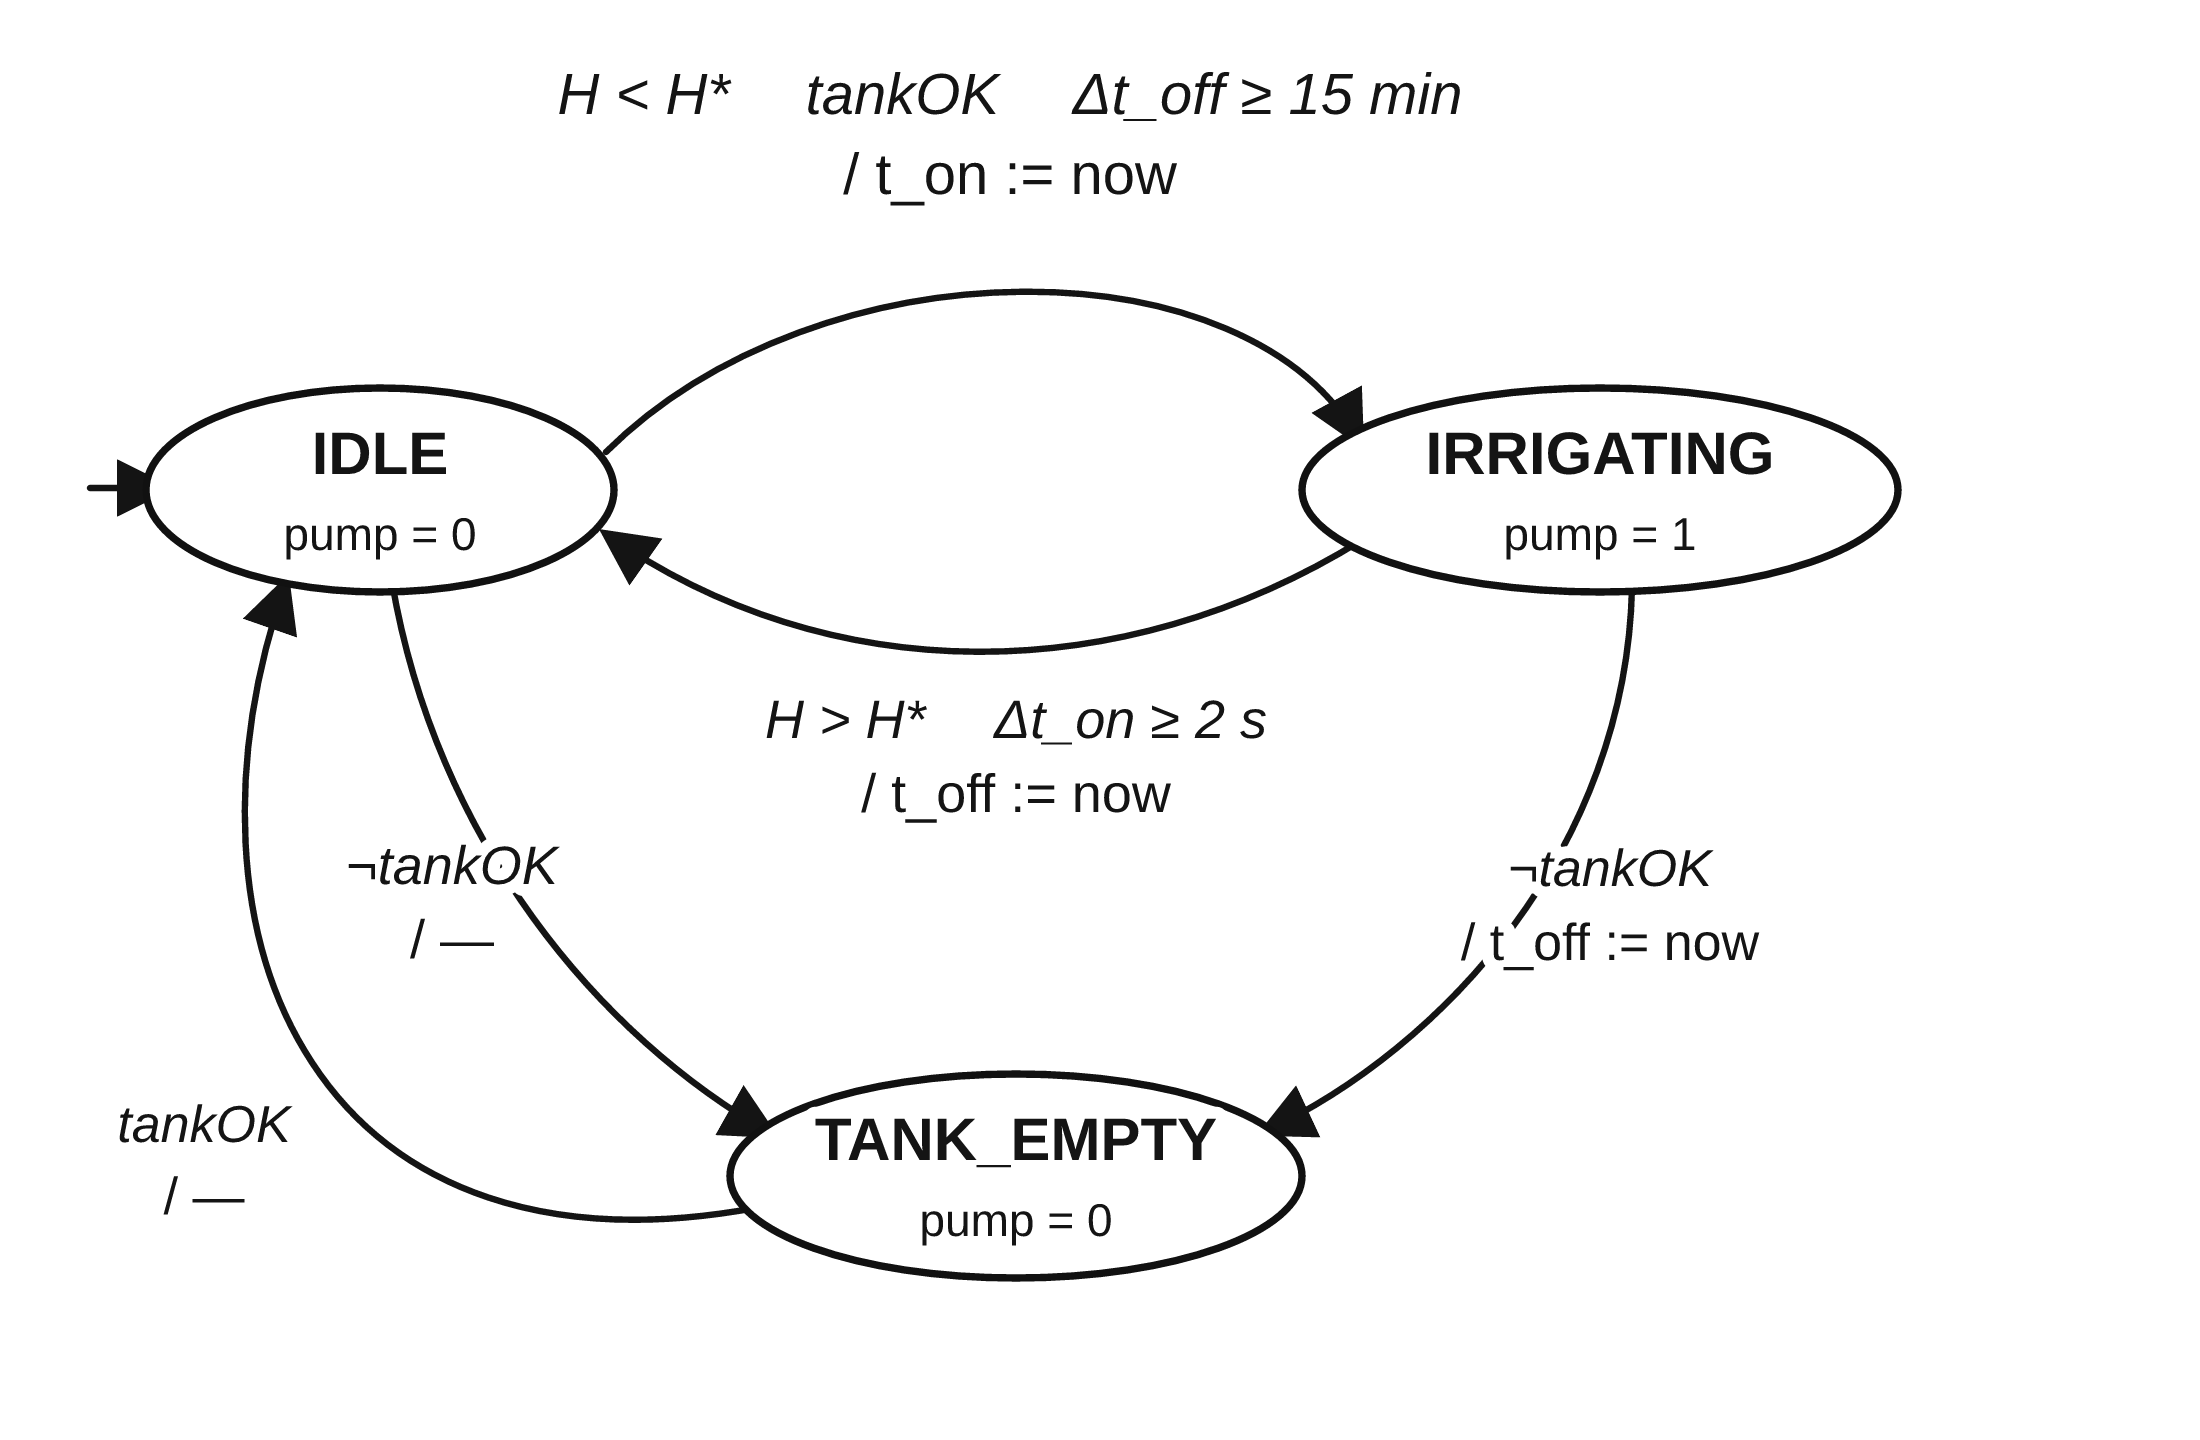 H < H* tankOK Δt_off ≥ 15 min
/ t_on := now
IDLE
pump = 0
IRRIGATING
pump = 1
H > H* Δt_on ≥ 2 s
/ t_off := now
¬tankOK
/ —
¬tankOK
/ t_off := now
tankOK
/ —
TANK_EMPTY
pump = 0